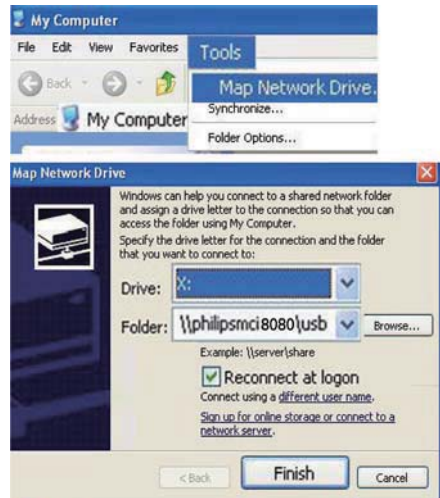 My Computer
File Edit View Favorites Tools
Back
Map Network Drive.
Synchronize...
Address My Computer
Folder Options...
Map Network Drive
Windows can help you connect to a shared network folder
and assign a drive letter to the connection so that you can
access the folder using My Computer.
Specify the drive letter for the connection and the folder
that you want to connect to:
Drive: X:
Folder: \\philipsmci8080\usb Browse...
Example: \\server\share
Reconnect at logon
Connect using a different user name.
Sign up for online storage or connect to a
network server.
< Back Finish Cancel